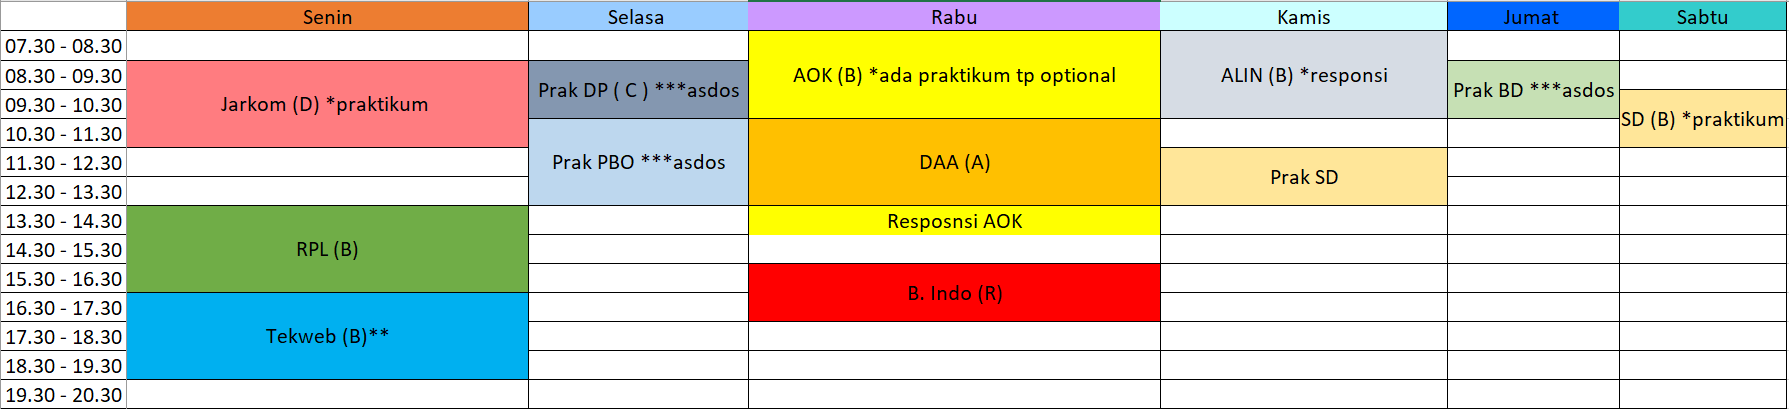 Senin Selasa Rabu Kamis Jumat Sabtu
07.30 - 08.30
08.30 - 09.30
09.30 - 10.30
10.30 - 11.30
11.30 - 12.30
12.30 - 13.30
13.30 - 14.30
14.30 - 15.30
15.30 - 16.30
16.30 - 17.30
17.30 - 18.30
18.30 - 19.30
19.30 - 20.30
Jarkom (D) *praktikum
RPL (B)
Tekweb (B)**
Prak DP ( C ) ***asdos
Prak PBO ***asdos
AOK (B) *ada praktikum tp optional
DAA (A)
Resposnsi AOK
B. Indo (R)
ALIN (B) *responsi
Prak SD
Prak BD ***asdos
SD (B) *praktikum